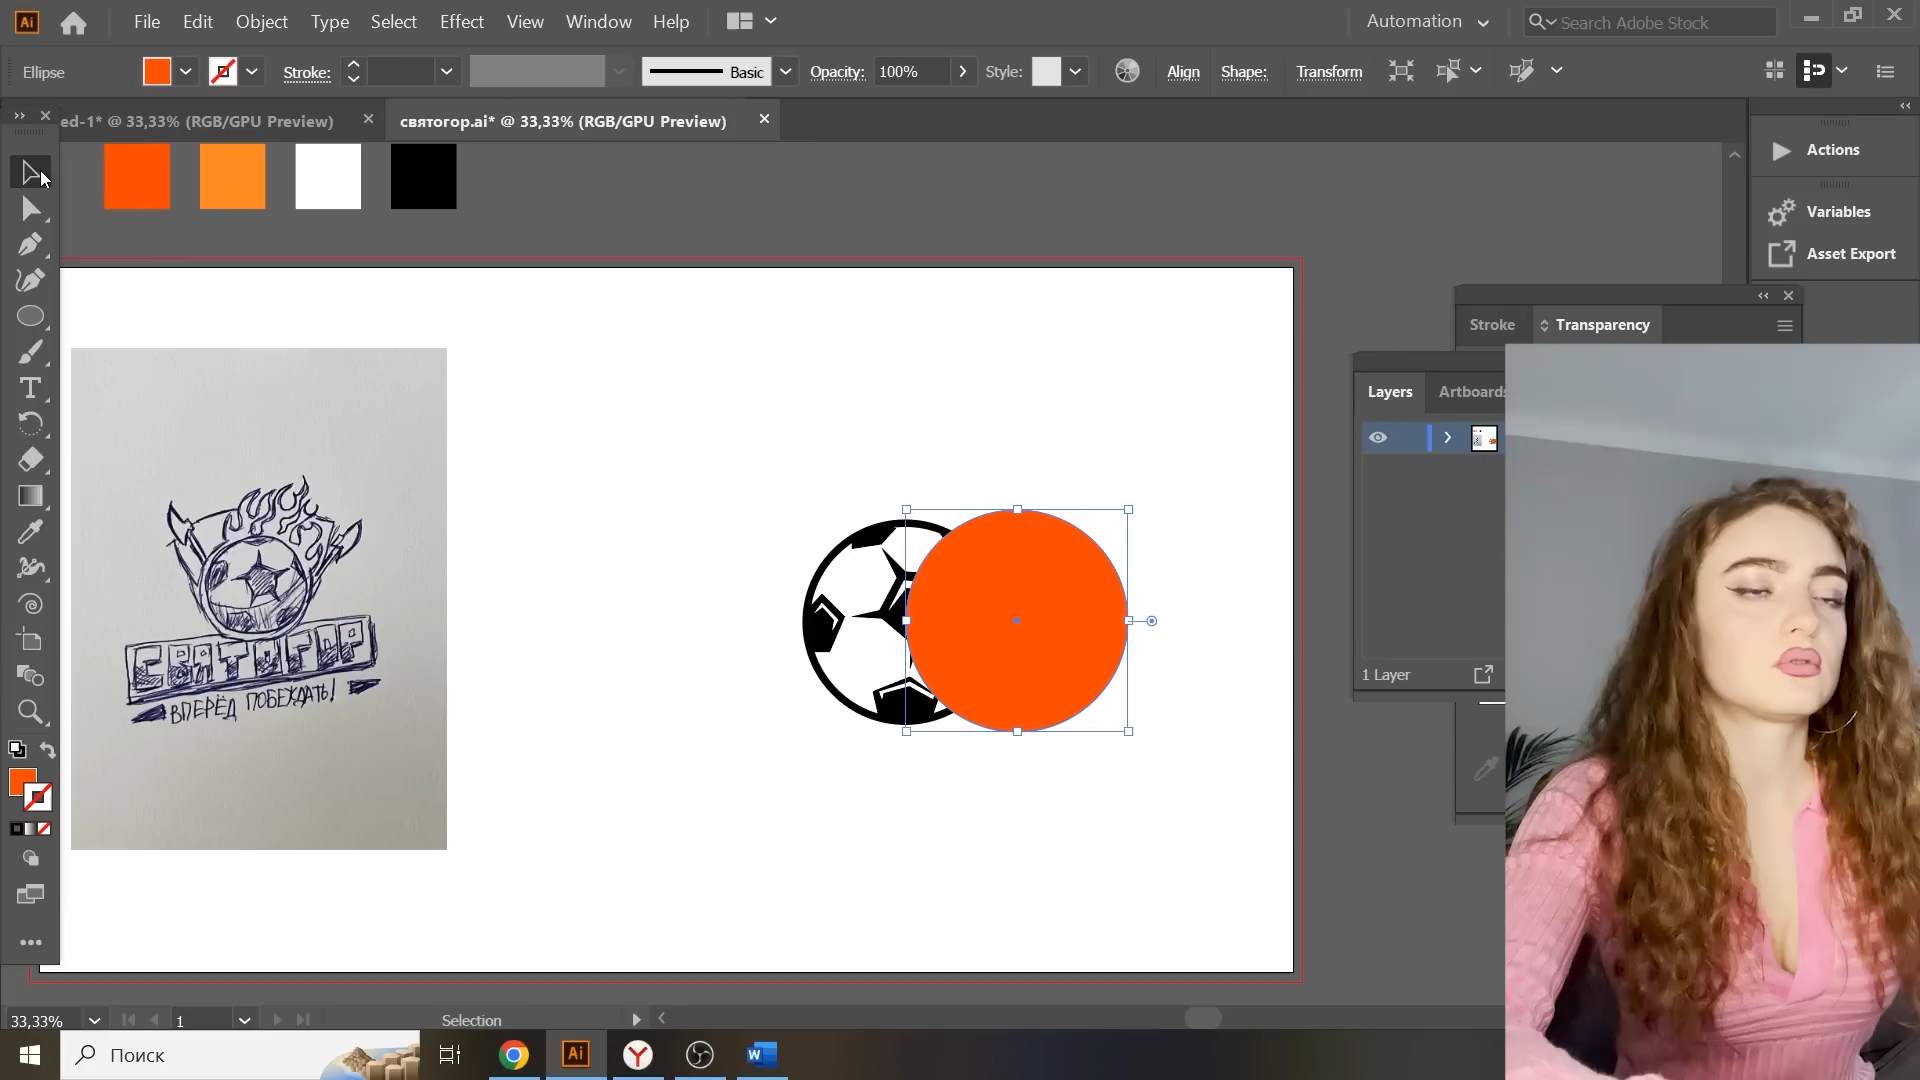 Ai File Edit Object Type Select Effect View Window Help Automation Search Adobe Stock
Ellipse Stroke: Basic Opacity: 100% Style: Align Shape: Transform
ed-1* @ 33,33% (RGB/GPU Preview) святогор.ai* @ 33,33% (RGB/GPU Preview)
Actions
Variables
Asset Export
Stroke Transparency
Layers Artboards
СВЯТОГОР
ВПЕРЁД ПОБЕЖДАТЬ!
1 Layer
33,33% 1 Selection
Поиск Ai W